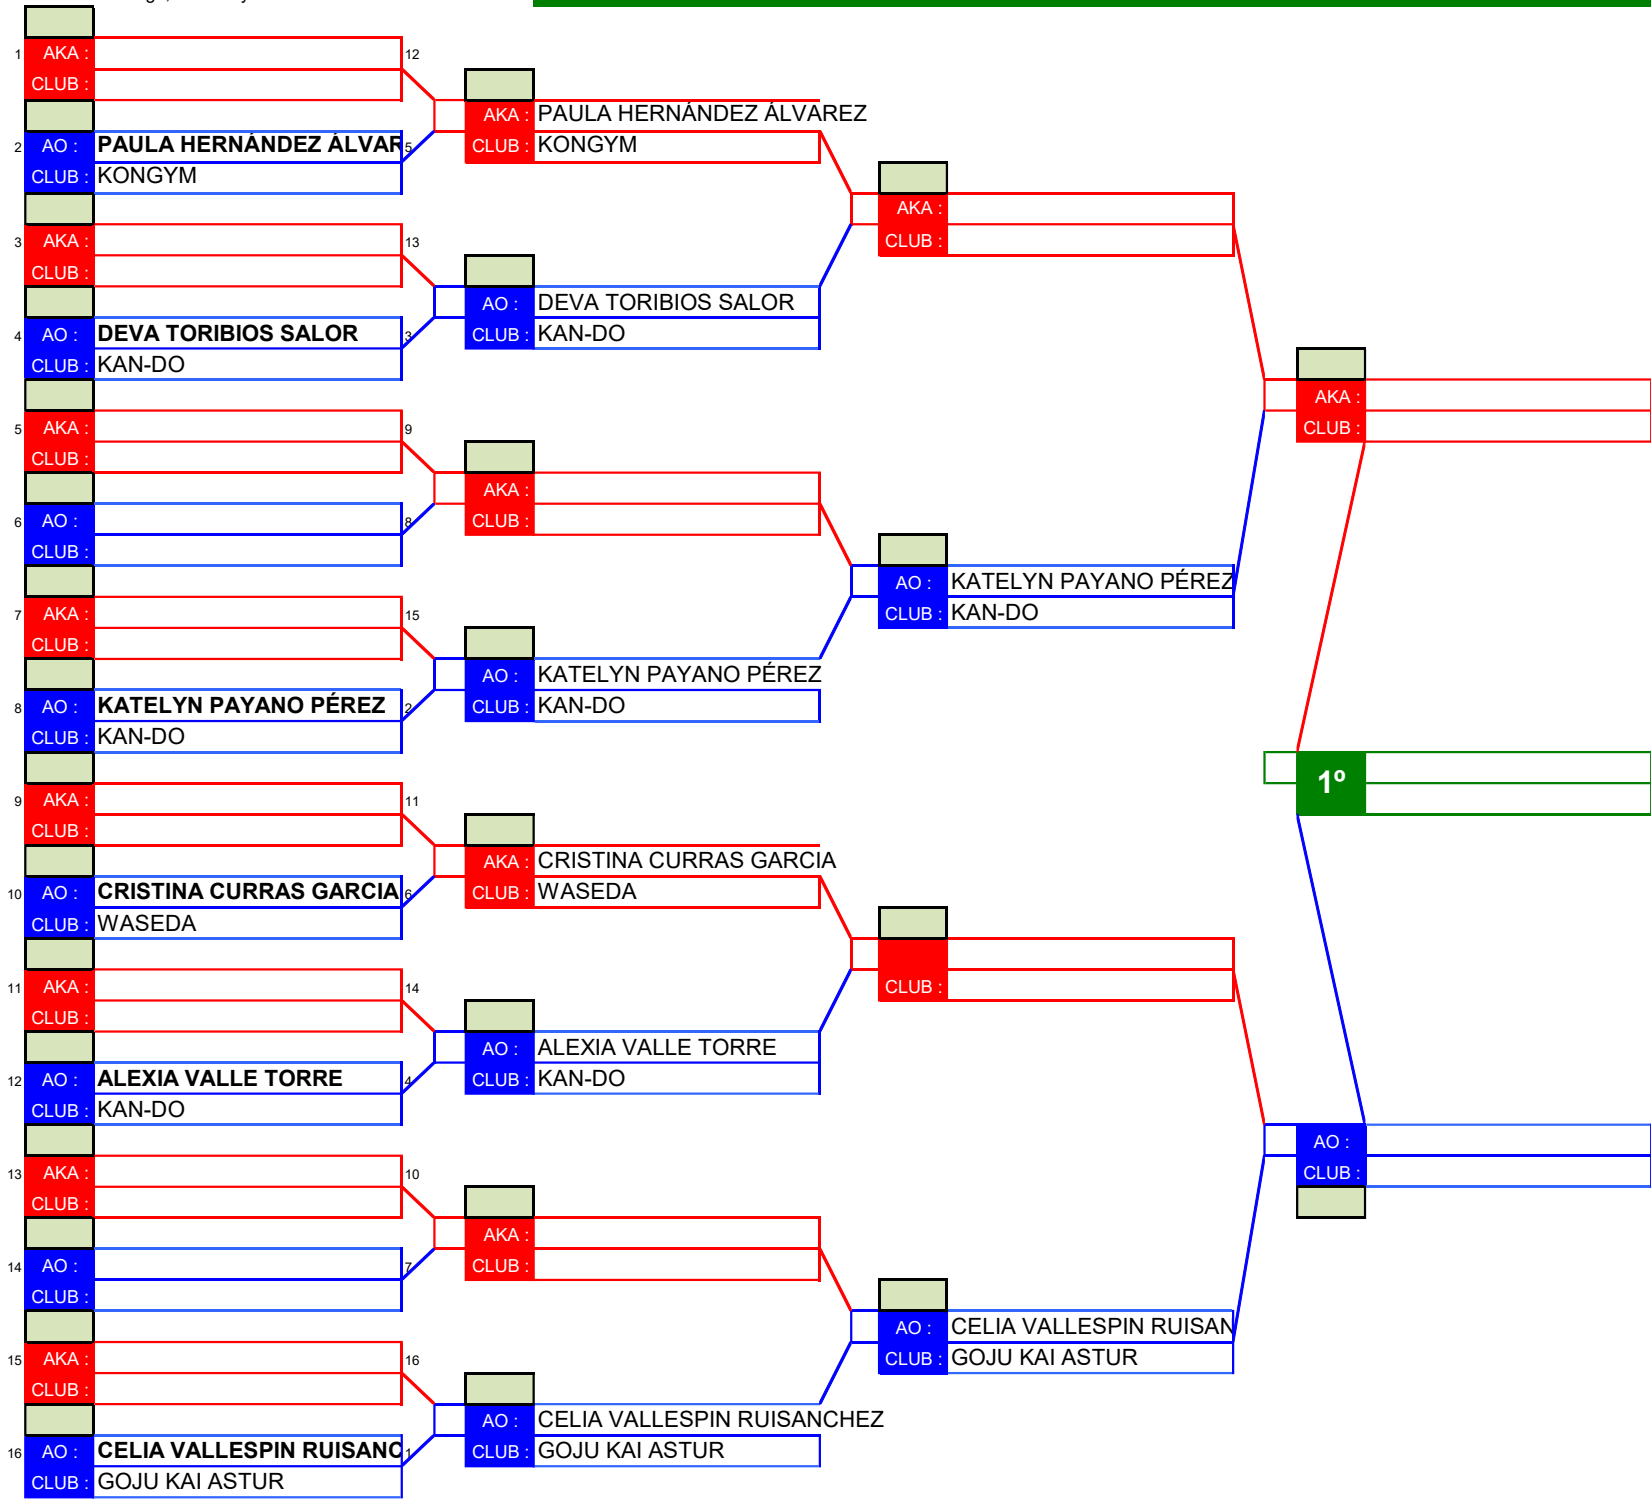 1 AKA : 12
CLUB :
2 AO : PAULA HERNÁNDEZ ÁLVAR 5
CLUB : KONGYM
3 AKA : 13
CLUB :
4 AO : DEVA TORIBIOS SALOR 3
CLUB : KAN-DO
5 AKA : 9
CLUB :
6 AO : 8
CLUB :
7 AKA : 15
CLUB :
8 AO : KATELYN PAYANO PÉREZ 2
CLUB : KAN-DO
9 AKA : 11
CLUB :
10 AO : CRISTINA CURRAS GARCIA 6
CLUB : WASEDA
11 AKA : 14
CLUB :
12 AO : ALEXIA VALLE TORRE 4
CLUB : KAN-DO
13 AKA : 10
CLUB :
14 AO : 7
CLUB :
15 AKA : 16
CLUB :
16 AO : CELIA VALLESPIN RUISANC 1
CLUB : GOJU KAI ASTUR
AKA : PAULA HERNÁNDEZ ÁLVAREZ
CLUB : KONGYM
AO : DEVA TORIBIOS SALOR
CLUB : KAN-DO
AKA :
CLUB :
AO : KATELYN PAYANO PÉREZ
CLUB : KAN-DO
AKA : CRISTINA CURRAS GARCIA
CLUB : WASEDA
AO : ALEXIA VALLE TORRE
CLUB : KAN-DO
AKA :
CLUB :
AO : CELIA VALLESPIN RUISANCHEZ
CLUB : GOJU KAI ASTUR
AKA :
CLUB :
AO : KATELYN PAYANO PÉREZ
CLUB : KAN-DO
CLUB :
AO : CELIA VALLESPIN RUISAN
CLUB : GOJU KAI ASTUR
AKA :
CLUB :
1º
AO :
CLUB :